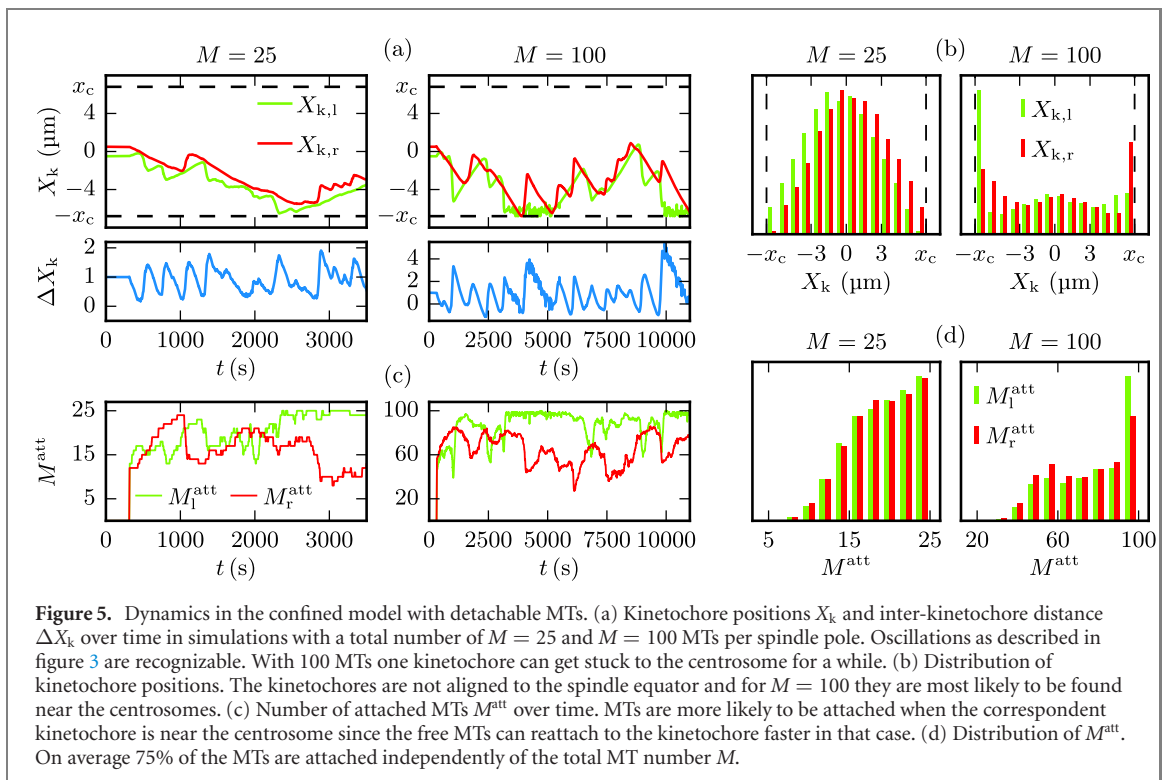 (a)
M = 25
M = 100
x_c
4
0
−4
−x_c
X_k (µm)
X_k,l
X_k,r
2
1
0
ΔX_k
4
2
0
0 1000 2000 3000
t (s)
0 2500 5000 7500 10000
t (s)
(b)
M = 25
M = 100
X_k,l
X_k,r
−x_c −3 0 3 x_c
X_k (µm)
−x_c −3 0 3 x_c
X_k (µm)
(c)
25
15
5
M^att
M_l^att M_r^att
100
60
20
0 1000 2000 3000
t (s)
0 2500 5000 7500 10000
t (s)
(d)
M = 25
M = 100
M_l^att
M_r^att
5 15 25
M^att
20 60 100
M^att
Figure 5. Dynamics in the confined model with detachable MTs. (a) Kinetochore positions X_k and inter-kinetochore distance
ΔX_k over time in simulations with a total number of M = 25 and M = 100 MTs per spindle pole. Oscillations as described in
figure 3 are recognizable. With 100 MTs one kinetochore can get stuck to the centrosome for a while. (b) Distribution of
kinetochore positions. The kinetochores are not aligned to the spindle equator and for M = 100 they are most likely to be found
near the centrosomes. (c) Number of attached MTs M^att over time. MTs are more likely to be attached when the correspondent
kinetochore is near the centrosome since the free MTs can reattach to the kinetochore faster in that case. (d) Distribution of M^att.
On average 75% of the MTs are attached independently of the total MT number M.